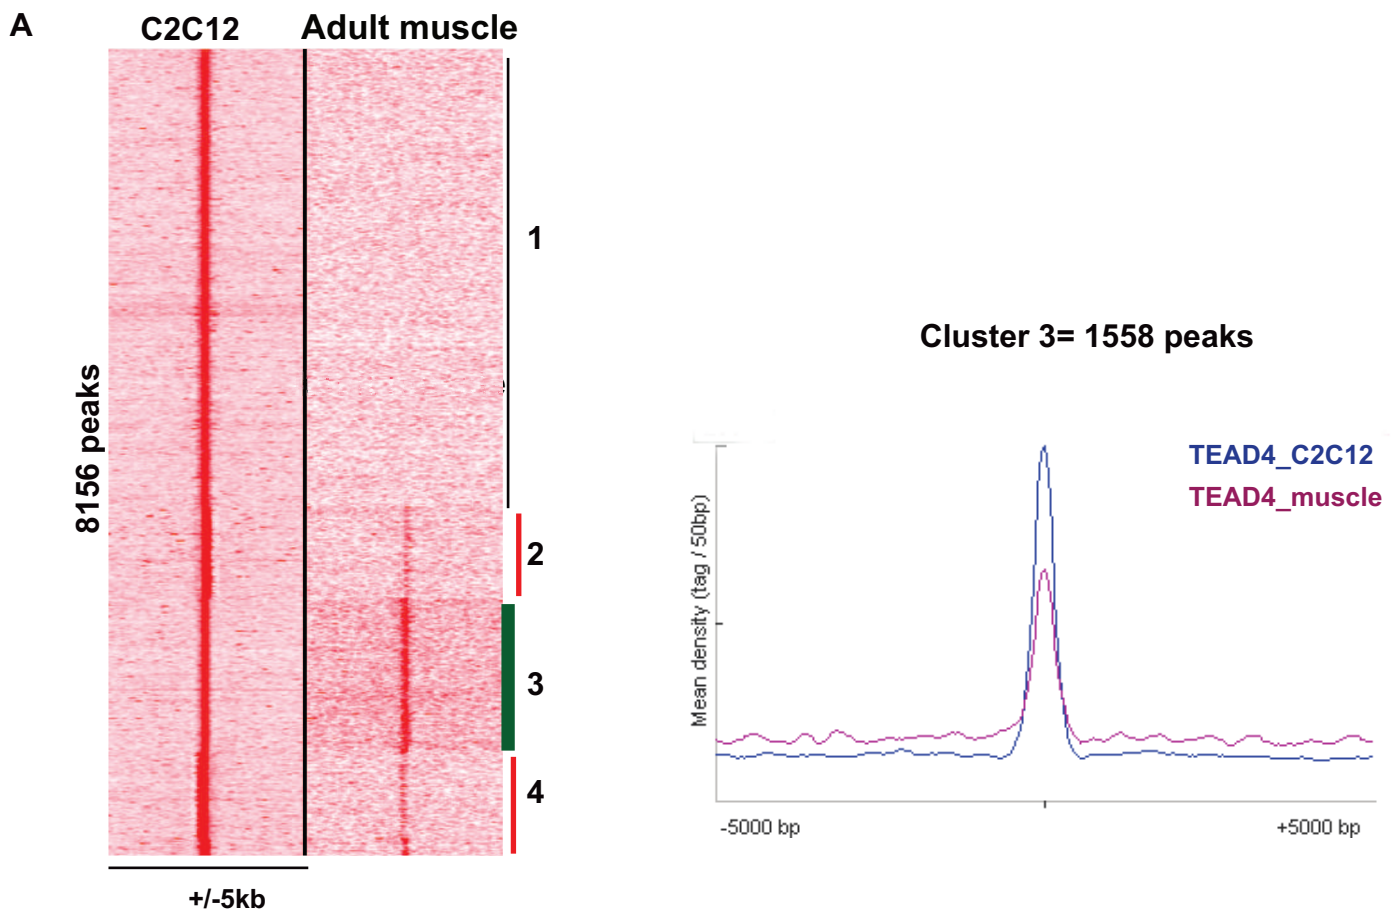 A
C2C12
Adult muscle
8156 peaks
1
2
3
4
+/-5kb
Cluster 3= 1558 peaks
TEAD4_C2C12
TEAD4_muscle
Mean density (tag / 50bp)
-5000 bp
+5000 bp